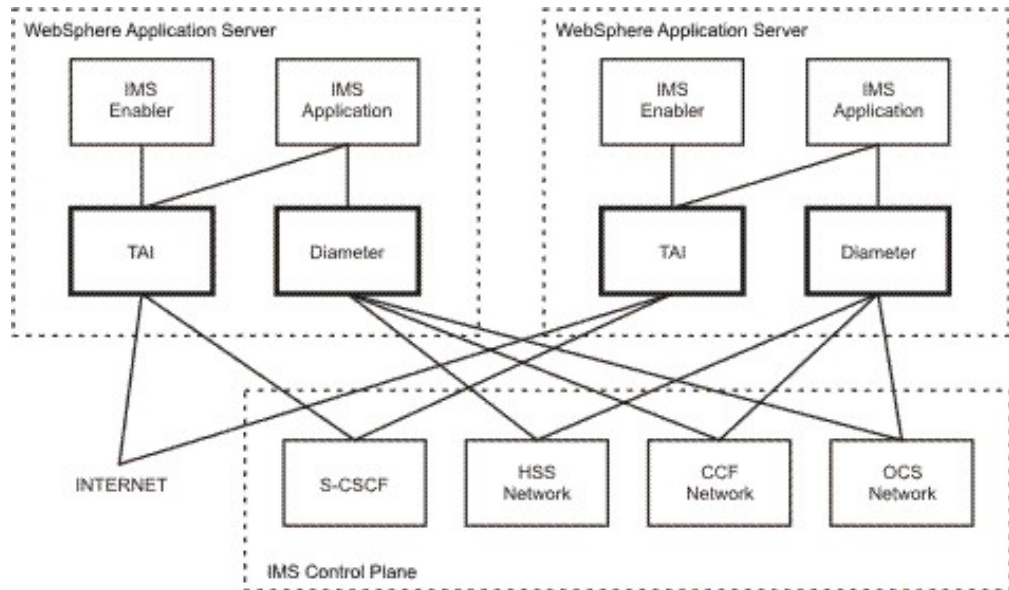 WebSphere Application Server
WebSphere Application Server
IMS
Enabler
IMS
Application
IMS
Enabler
IMS
Application
TAI
Diameter
TAI
Diameter
INTERNET
S-CSCF
HSS
Network
CCF
Network
OCS
Network
IMS Control Plane